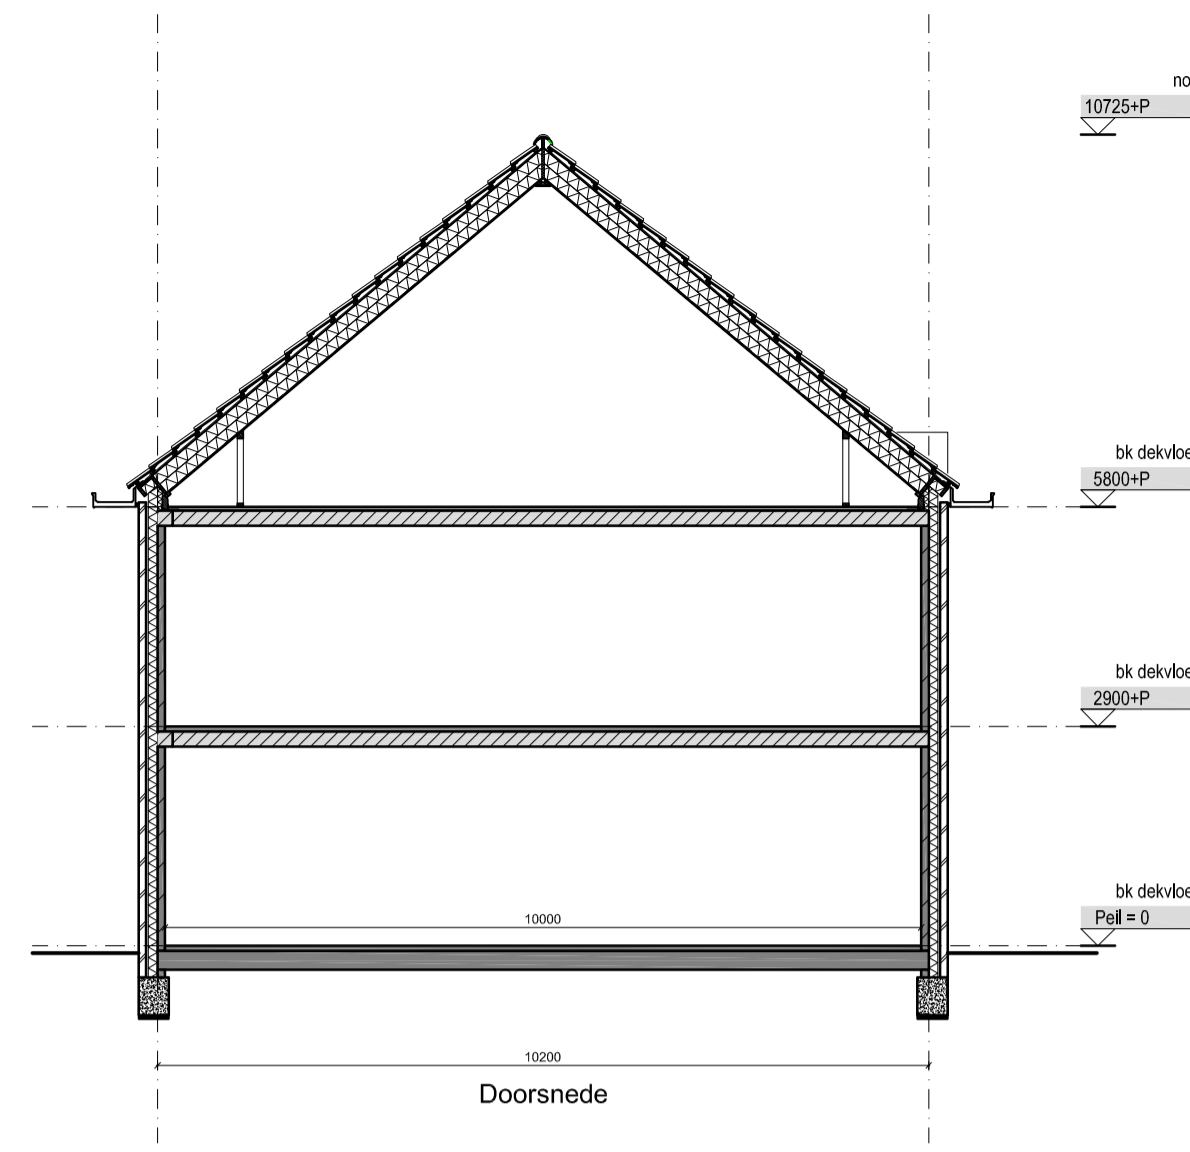 no
10725+P
bk dekvloe
5800+P
bk dekvloe
2900+P
bk dekvloe
Peil = 0
10000
10200
Doorsnede